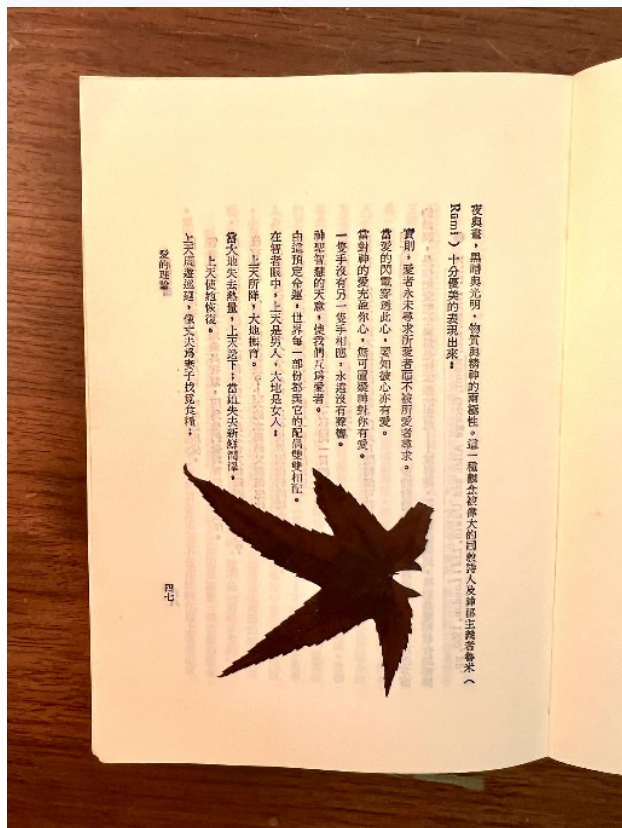 夜與晝，黑暗與光明，物質與精神的兩極性。這一種觀念被偉大的回教詩人及神秘主義者魯米（
Rumi）十分優美的表現出來：
實則，愛者永未尋求所愛者而不被所愛者尋求。
當愛的閃電穿透此心，要知彼心亦有愛。
當對神的愛充盈你心，無可置疑神對你有愛。
一隻手沒有另一隻手相應，永遠沒有聲響。
神聖智慧的天意，使我們互爲愛者。
由這預定命運，世界每一部份都與它的配偶雙雙相配。
在智者眼中，上天是男人，大地是女人：
上天所降，大地撫育。
當大地失去熱量，上天送下；當她失去新鮮潤澤，
上天使她恢復。
上天周遊巡迴，像丈夫爲妻子找覓食糧；
愛的理論
四七